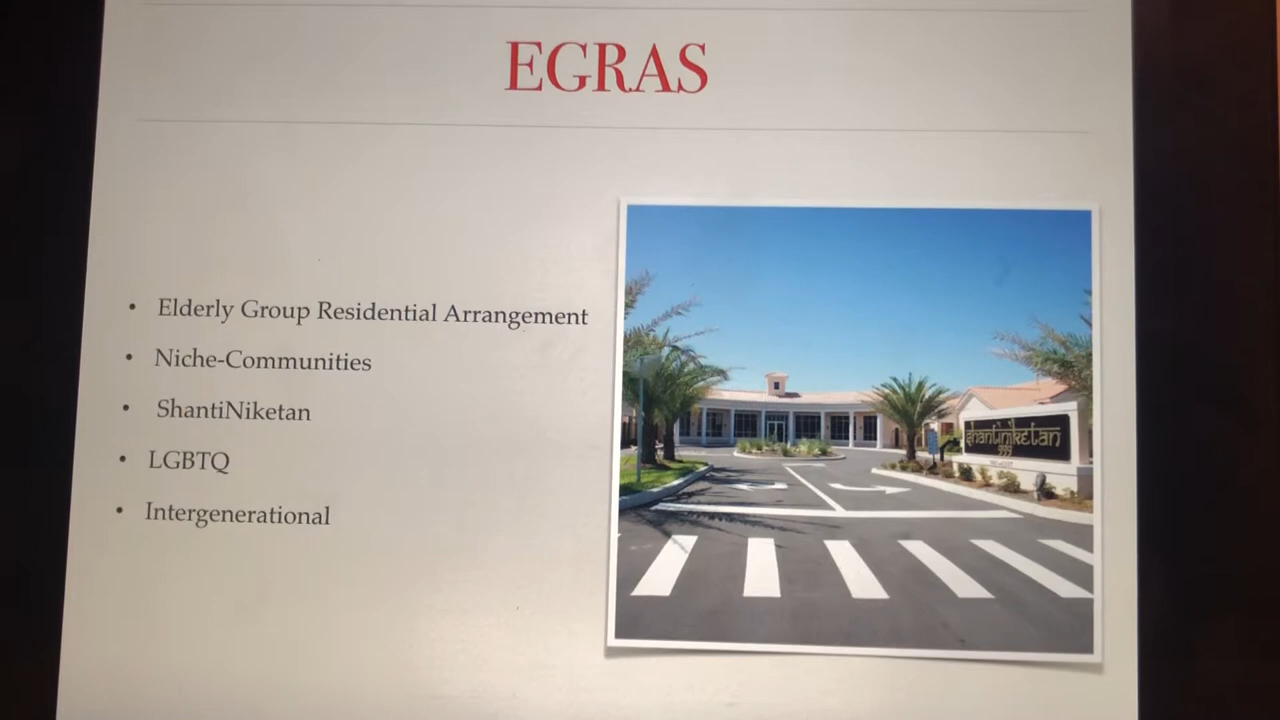 EGRAS
• Elderly Group Residential Arrangement
• Niche-Communities
• ShantiNiketan
• LGBTQ
• Intergenerational
shantiniketan